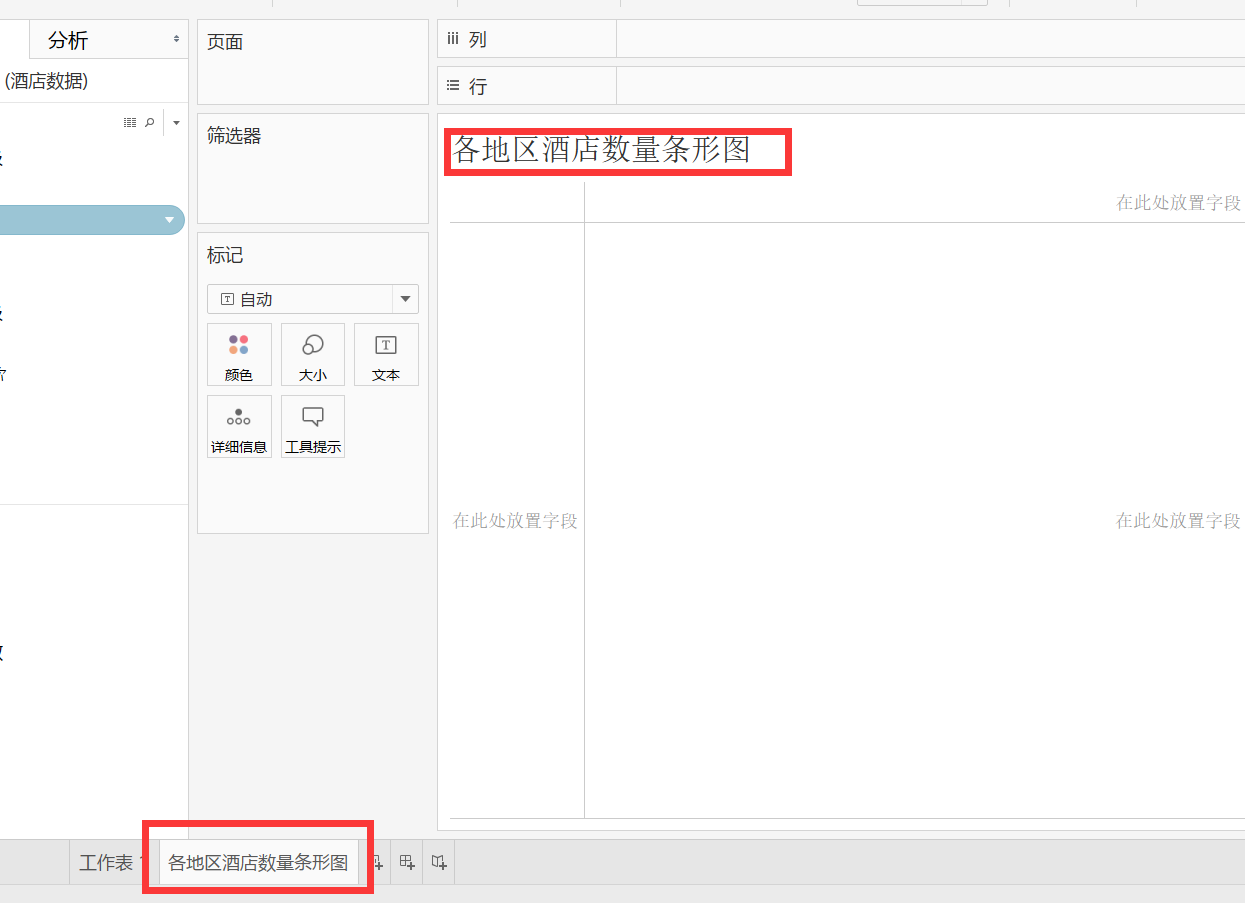 分析
页面
列
(酒店数据)
行
筛选器
各地区酒店数量条形图
在此处放置字段
标记
自动
颜色
大小
文本
详细信息
工具提示
在此处放置字段
在此处放置字段
工作表
各地区酒店数量条形图